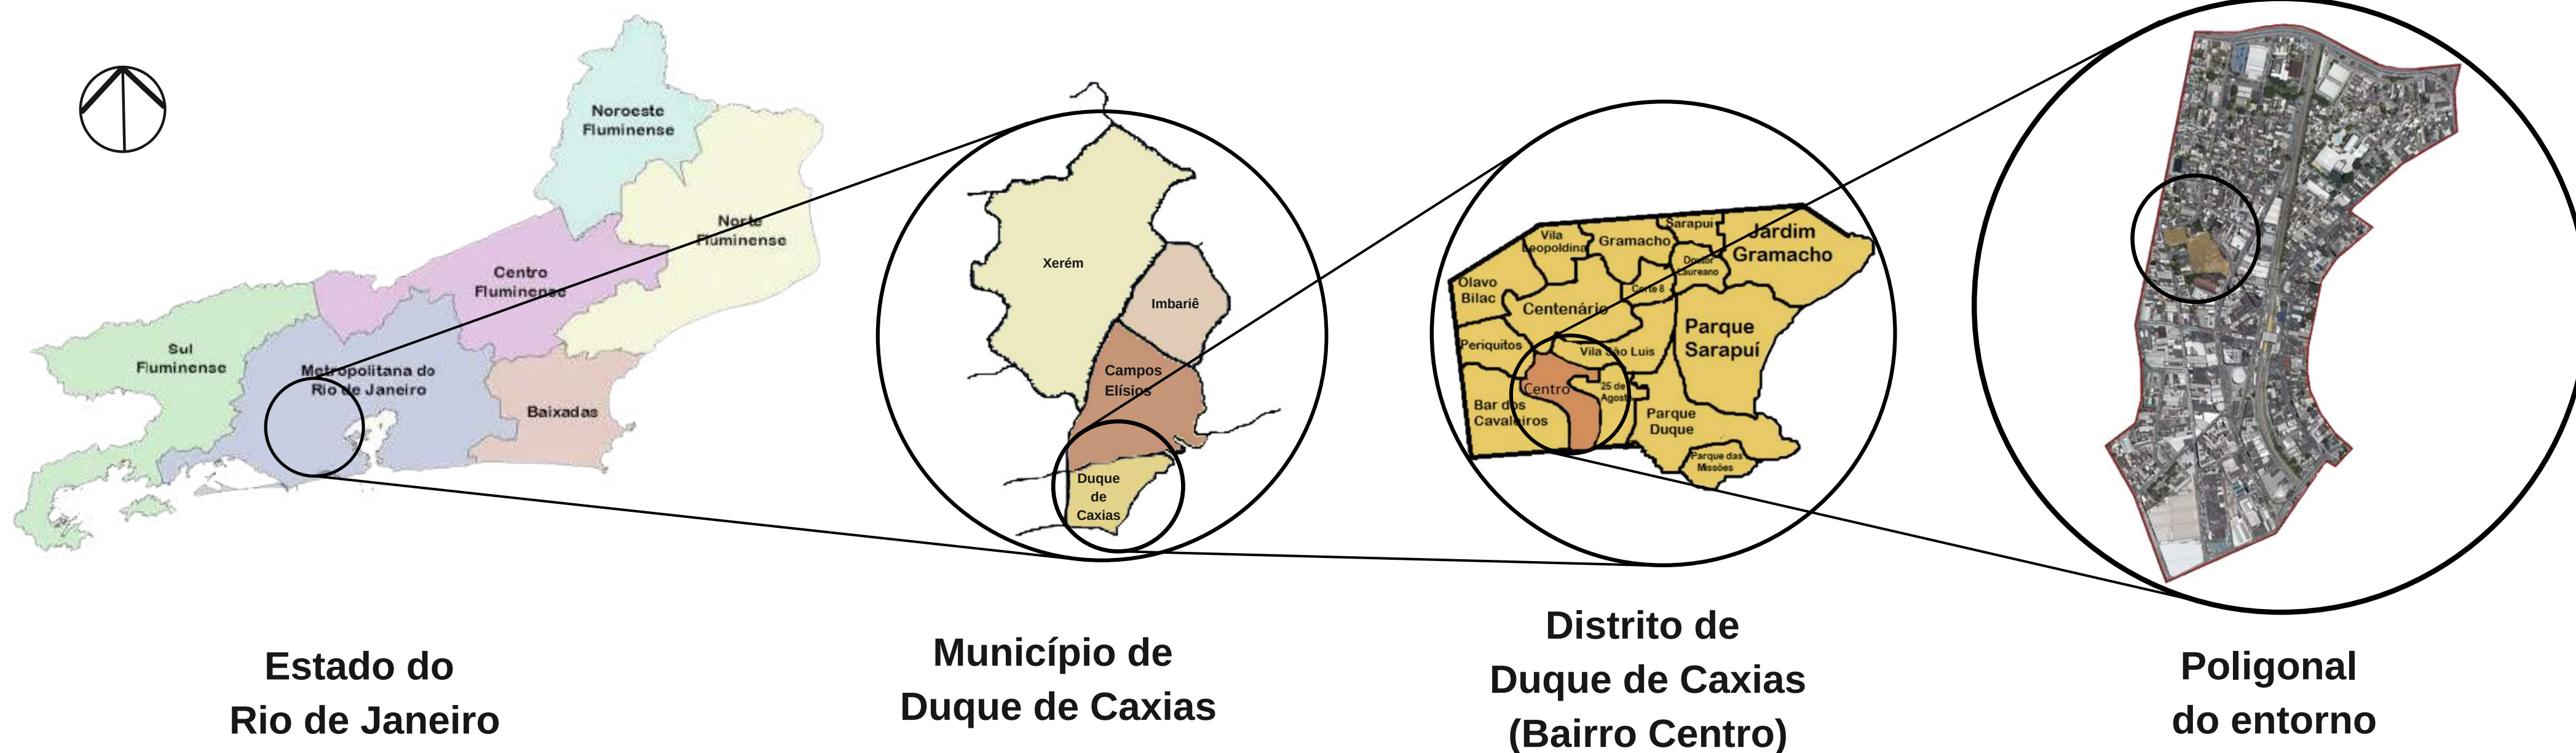 Noroeste
Fluminense
Norte
Fluminense
Centro
Fluminense
Sul
Fluminense
Metropolitana do
Rio de Janeiro
Baixadas
Estado do
Rio de Janeiro
Xerém
Imbariê
Campos
Elísios
Duque
de
Caxias
Município de
Duque de Caxias
Vila
Leopoldina
Gramacho
Sarapuí
Jardim
Gramacho
Doutor
Laureano
Olavo
Bilac
Corte 8
Centenário
Parque
Sarapuí
Periquitos
Vila São Luis
Centro
25 de
Agosto
Bar dos
Cavaleiros
Parque
Duque
Parque das
Missões
Distrito de
Duque de Caxias
(Bairro Centro)
Poligonal
do entorno